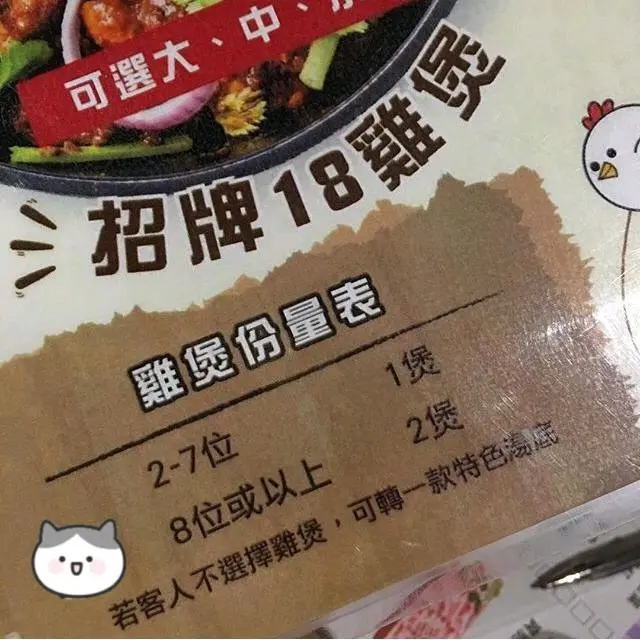 可選大、中、
招牌18雞煲
雞煲份量表
2-7位 1煲
8位或以上 2煲
若客人不選擇雞煲，可轉一款特色湯底